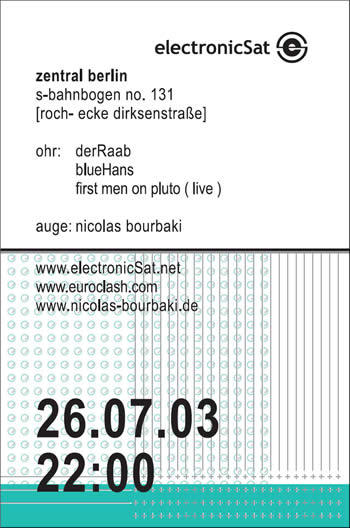 electronicSat e
zentral berlin
s-bahnbogen no. 131
[roch- ecke dirksenstraße]
ohr: derRaab
blueHans
first men on pluto ( live )
auge: nicolas bourbaki
www.electronicSat.net
www.euroclash.com
www.nicolas-bourbaki.de
26.07.03
22:00